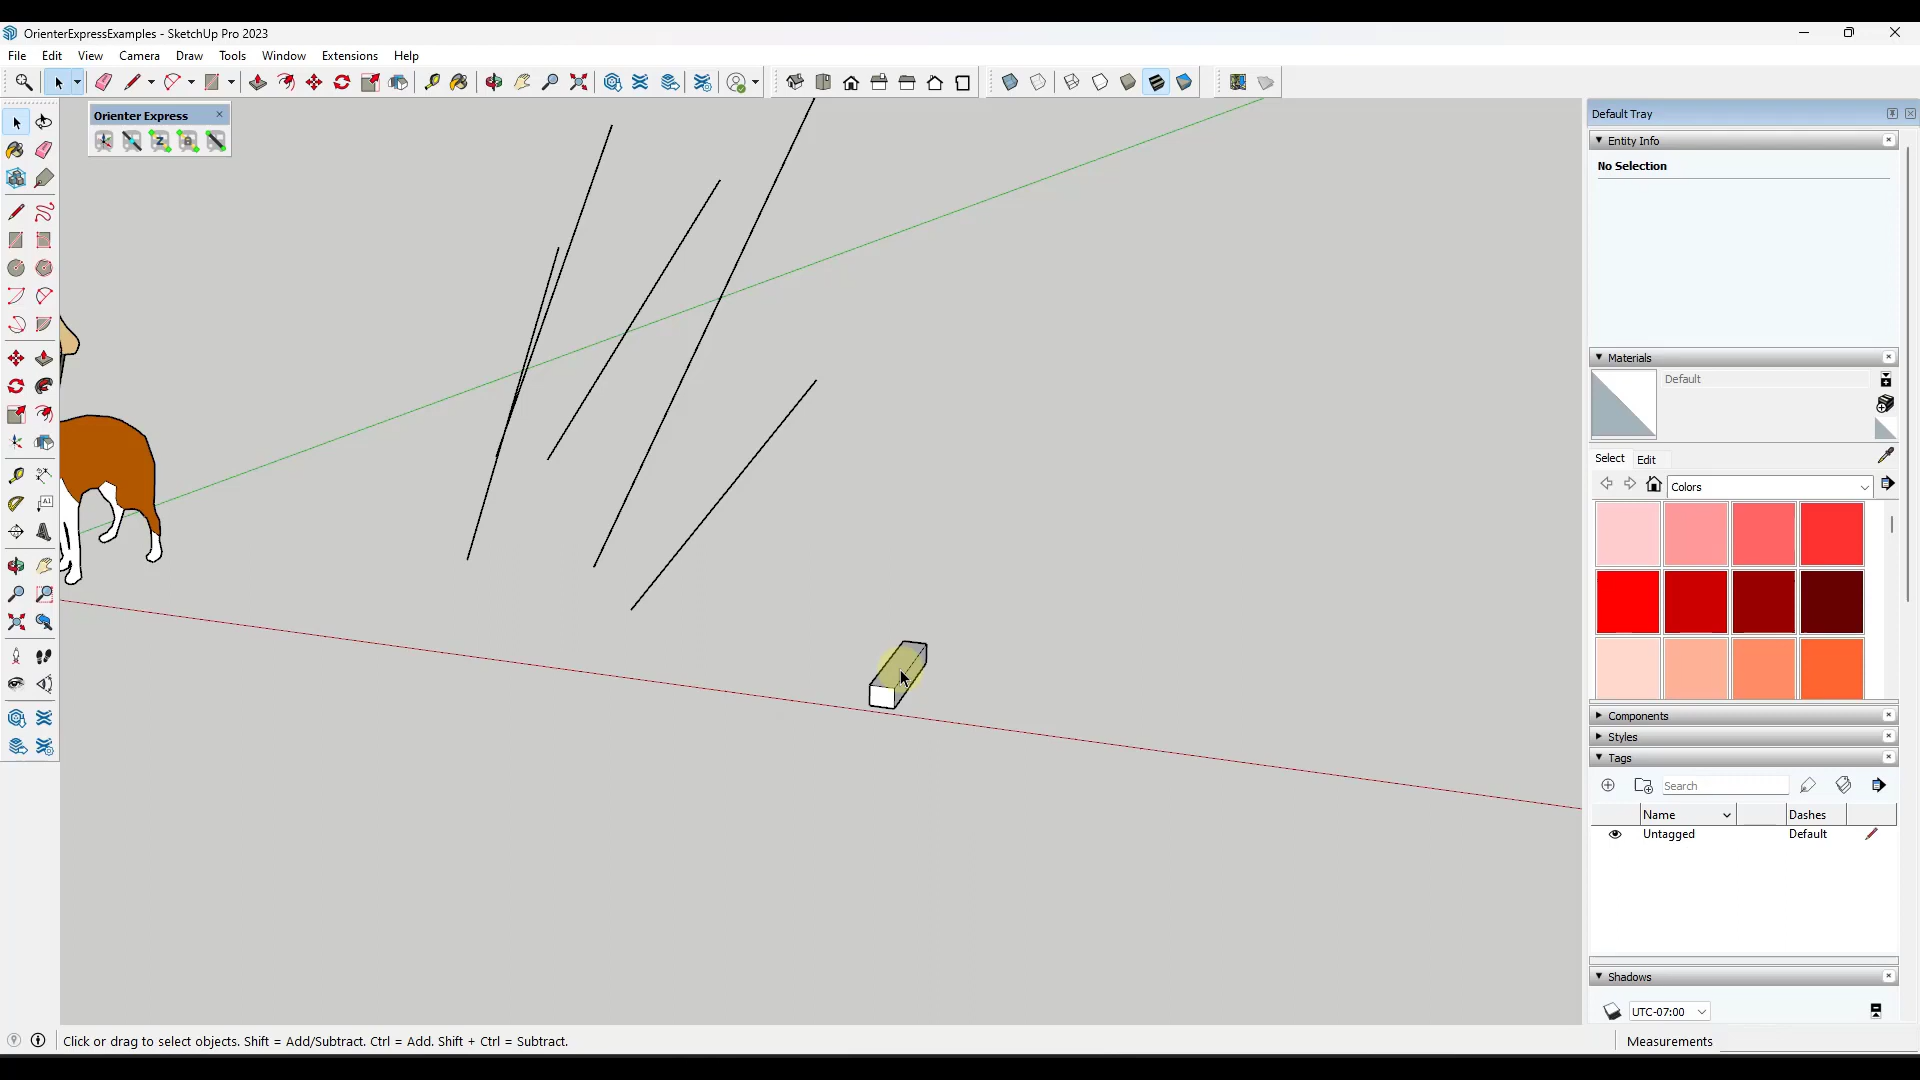 OrienterExpressExamples - SketchUp Pro 2023
File Edit View Camera Draw Tools Window Extensions Help
Orienter Express
Default Tray
Entity Info
No Selection
Materials
Default
Select Edit
Colors
Components
Styles
Tags
Search
Name Dashes
Untagged Default
Shadows
UTC-07:00
Click or drag to select objects. Shift = Add/Subtract. Ctrl = Add. Shift + Ctrl = Subtract.
Measurements